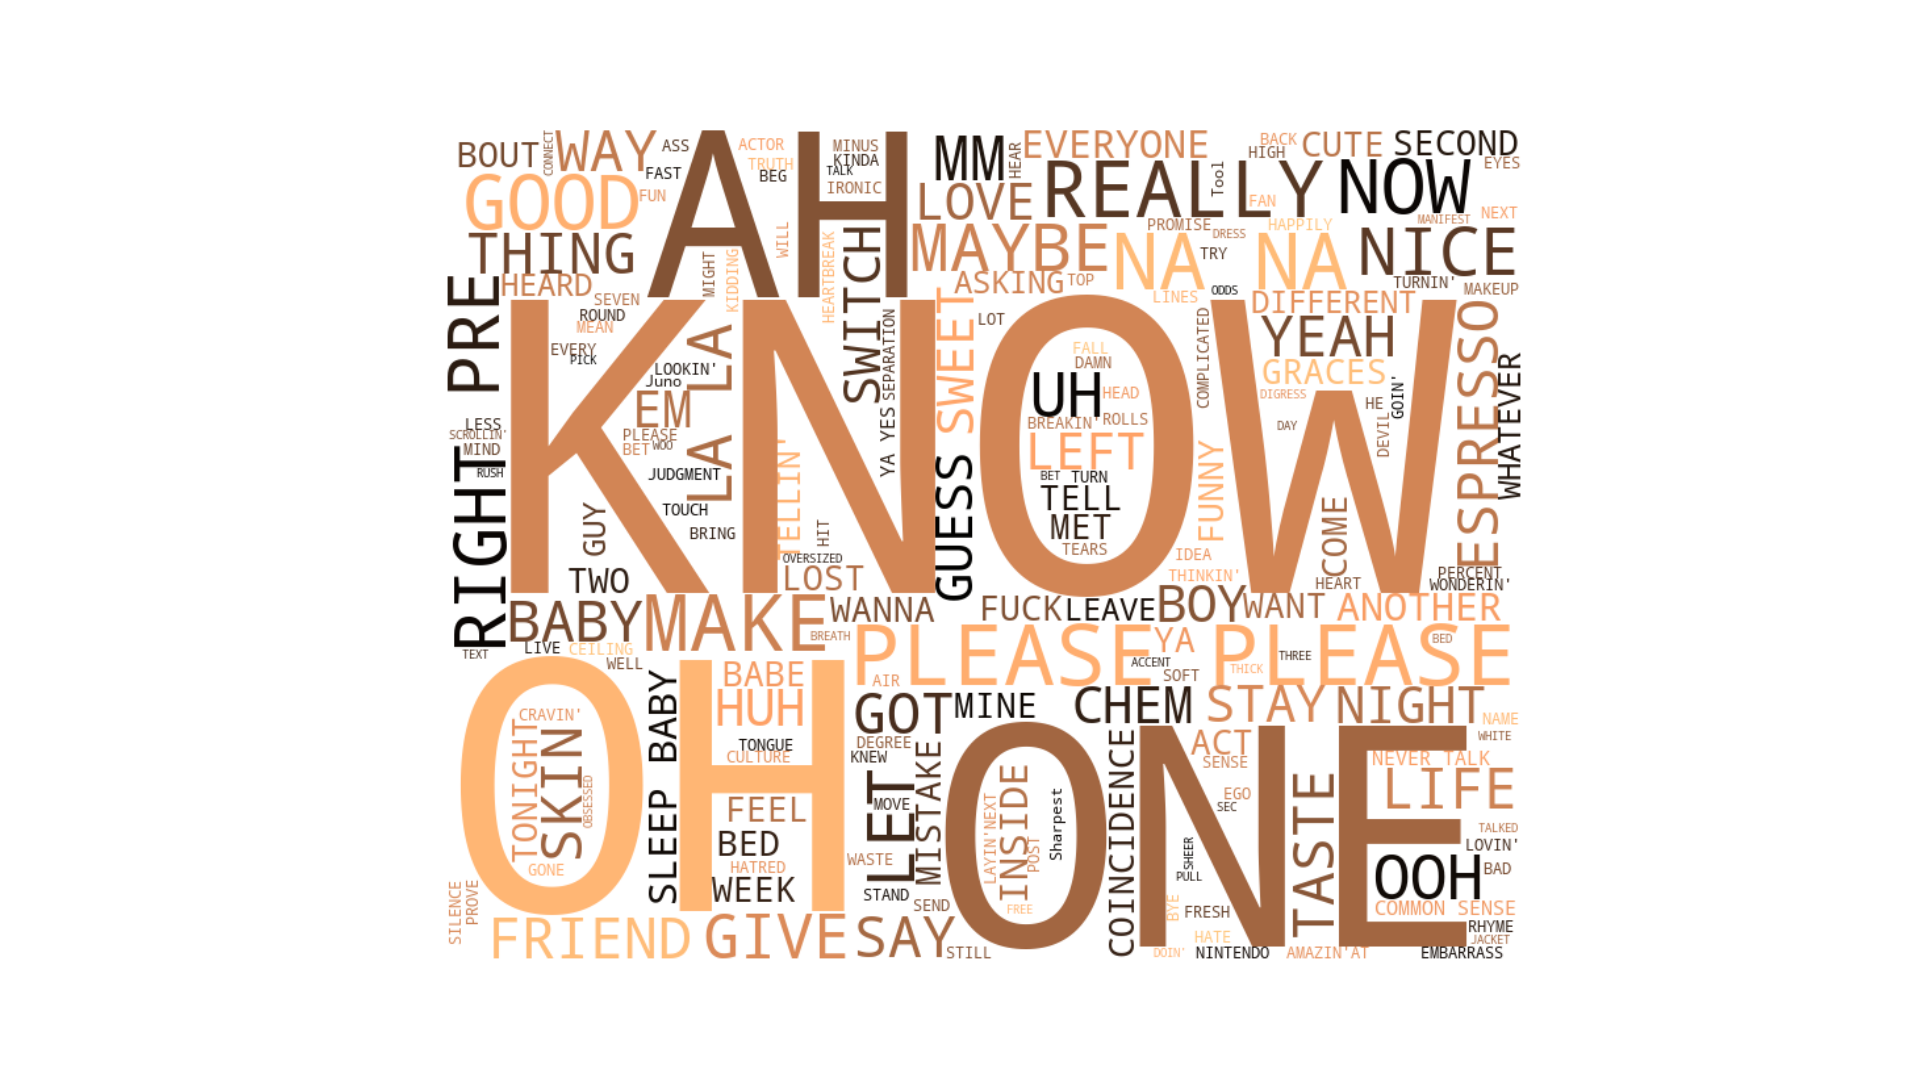 BOUT
CONNECT
WAY
ASS
AH
ACTOR
MINUS
MM
HEAR
EVERYONE
BACK
CUTE
SECOND
FAST
TRUTH
BEG
KINDA
TALK
HIGH
EYES
GOOD
FUN
IRONIC
LOVE
REALLY
Tool
FAN
NOW
WILL
HEARTBREAK
SWITCH
PROMISE
DRESS
HAPPILY
MANIFEST
NEXT
THING
MIGHT
KIDDING
MAYBE
NA NA
TRY
NICE
HEARD
ASKING
TOP
TURNIN'
MAKEUP
PRE
SEVEN
ROUND
MEAN
SWEET
LINES
ODDS
DIFFERENT
KNOW
LA LA
SEPARATION
LOT
COMPLICATED
YEAH
ESPRESSO
EVERY
PICK
LOOKIN'
Juno
FALL
DAMN
GRACES
WHATEVER
EM
UH
HEAD
DIGRESS
HE
GOIN'
LESS
SCROLLIN'
MIND
PLEASE
BET
WOO
YA YES
BREAKIN'
ROLLS
DAY
DEVIL
RIGHT
RUSH
JUDGMENT
TELLIN'
GUESS
LEFT
FUNNY
BET
TURN
TOUCH
TELL
GUY
BRING
HIT
MET
COME
OVERSIZED
TEARS
IDEA
TWO
LOST
THINKIN'
HEART
PERCENT
WONDERIN'
BABY
MAKE
WANNA
FUCK
LEAVE
BOY
WANT
ANOTHER
BREATH
PLEASE
YA
PLEASE
BED
TEXT
LIVE
CEILING
WELL
ACCENT
SOFT
THICK
THREE
OH
SLEEP BABY
BABE
AIR
HUH
GOT
MINE
CHEM
STAY
NIGHT
NAME
CRAVIN'
TONIGHT
SKIN
OBSESSED
TONGUE
CULTURE
DEGREE
KNEW
ONE
COINCIDENCE
ACT
SENSE
WHITE
NEVER TALK
LIFE
FEEL
LET
MOVE
MISTAKE
LAYIN'NEXT
INSIDE
POST
Sharpest
EGO
SEC
TASTE
TALKED
BED
LOVIN'
GONE
HATRED
WASTE
SHEER
PULL
OOH
BAD
WEEK
STAND
SEND
FREE
BYE
FRESH
COMMON SENSE
SILENCE
PROVE
FRIEND
GIVE
SAY
STILL
HATE
DOIN'
NINTENDO
AMAZIN'AT
RHYME
JACKET
EMBARRASS